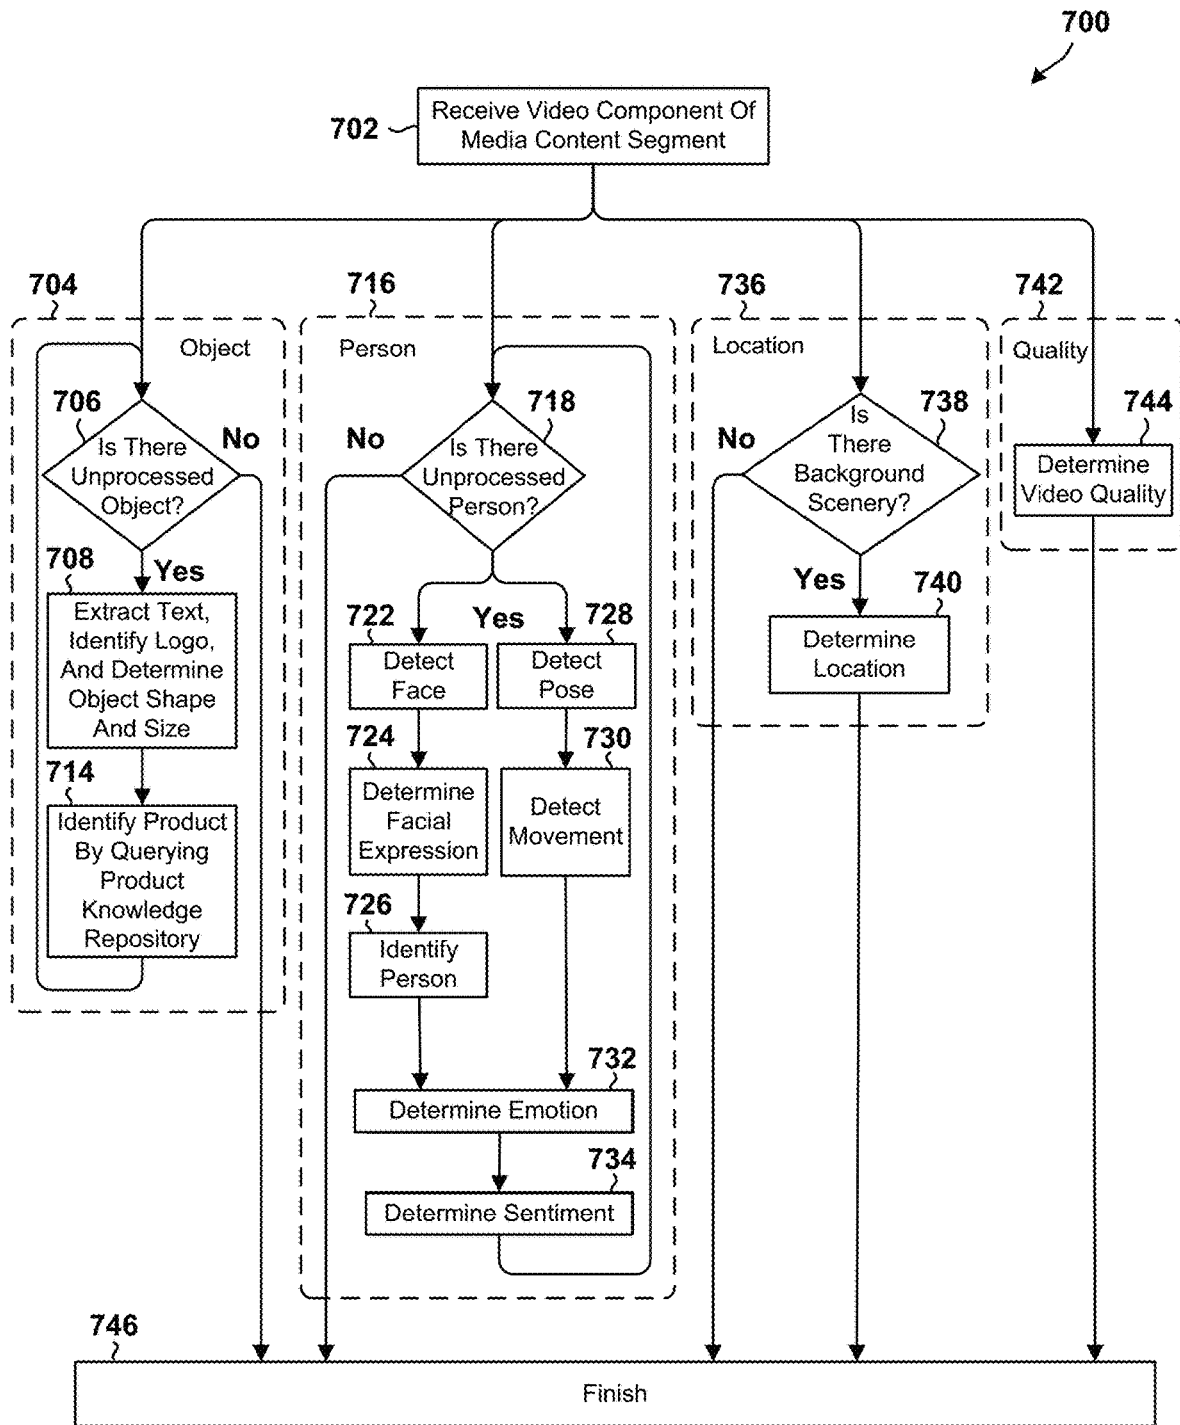 700
702
Receive Video Component Of
Media Content Segment
704
Object
706
Is There
Unprocessed
Object?
No
Yes
708
Extract Text,
Identify Logo,
And Determine
Object Shape
And Size
714
Identify Product
By Querying
Product
Knowledge
Repository
716
Person
718
Is There
Unprocessed
Person?
No
Yes
722
Detect
Face
724
Determine
Facial
Expression
726
Identify
Person
728
Detect
Pose
730
Detect
Movement
732
Determine Emotion
734
Determine Sentiment
736
Location
738
Is
There
Background
Scenery?
No
Yes
740
Determine
Location
742
Quality
744
Determine
Video Quality
746
Finish